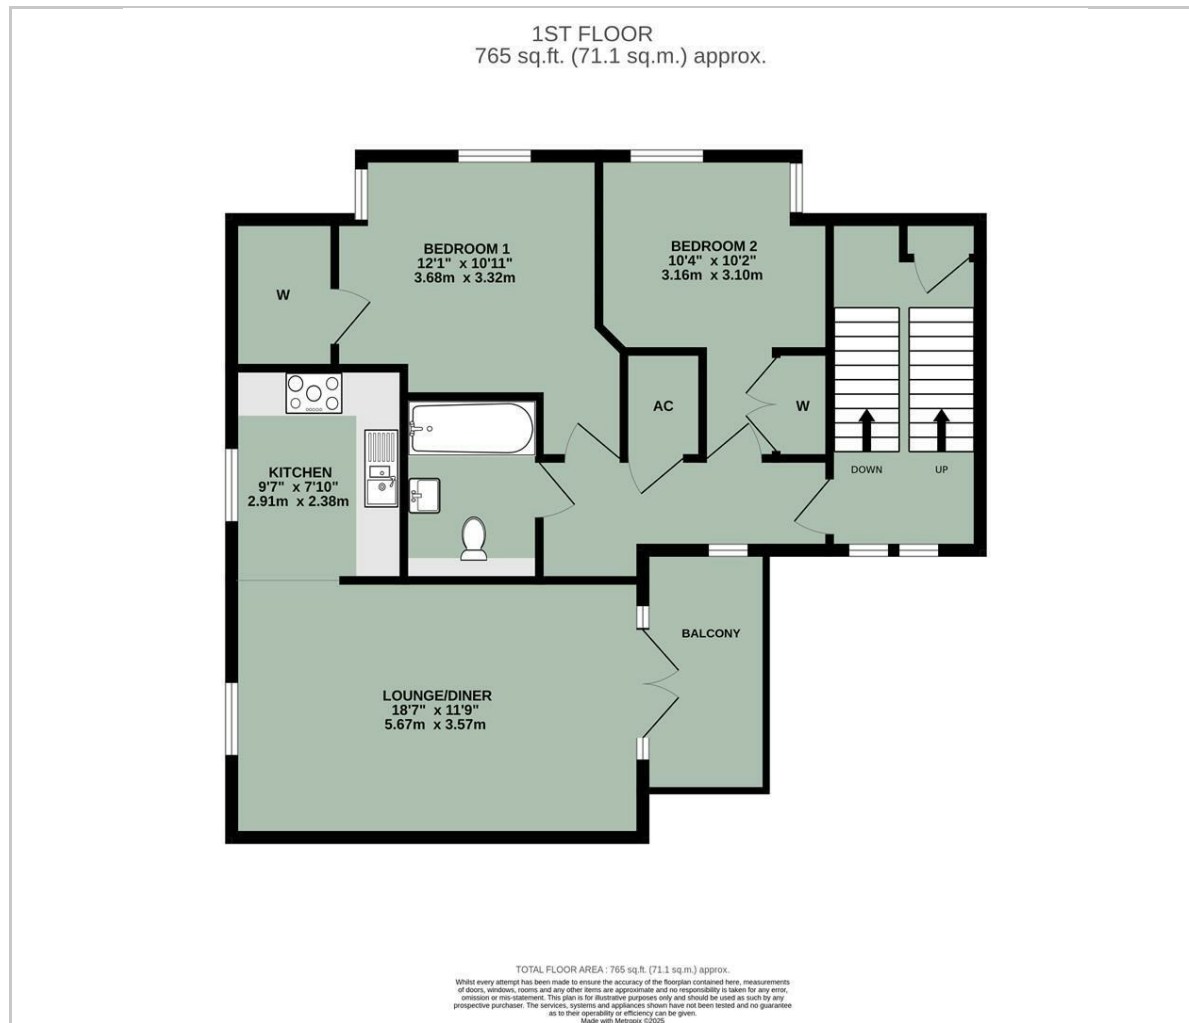 1ST FLOOR
765 sq.ft. (71.1 sq.m.) approx.
BEDROOM 1
12'1" x 10'11"
3.68m x 3.32m
BEDROOM 2
10'4" x 10'2"
3.16m x 3.10m
W
AC
W
KITCHEN
9'7" x 7'10"
2.91m x 2.38m
DOWN
UP
BALCONY
LOUNGE/DINER
18'7" x 11'9"
5.67m x 3.57m
TOTAL FLOOR AREA : 765 sq.ft. (71.1 sq.m.) approx.
Whilst every attempt has been made to ensure the accuracy of the floorplan contained here, measurements
of doors, windows, rooms and any other items are approximate and no responsibility is taken for any error,
omission or mis-statement. This plan is for illustrative purposes only and should be used as such by any
prospective purchaser. The services, systems and appliances shown have not been tested and no guarantee
as to their operability or efficiency can be given.
Made with Metropix ©2025